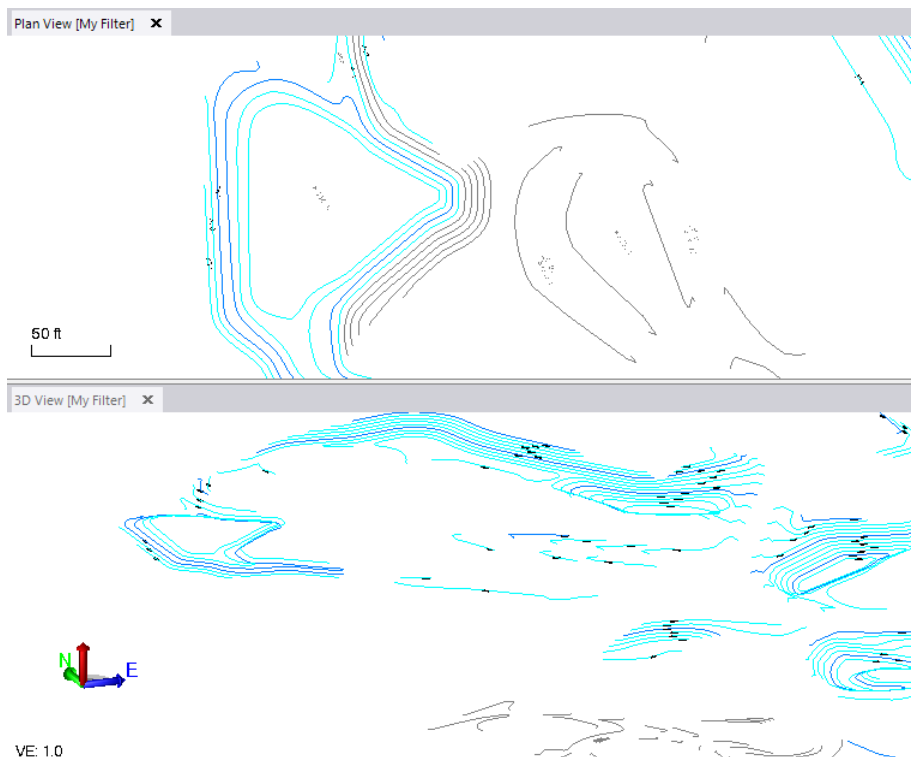 Plan View [My Filter] ✕
50 ft
3D View [My Filter] ✕
N
E
VE: 1.0